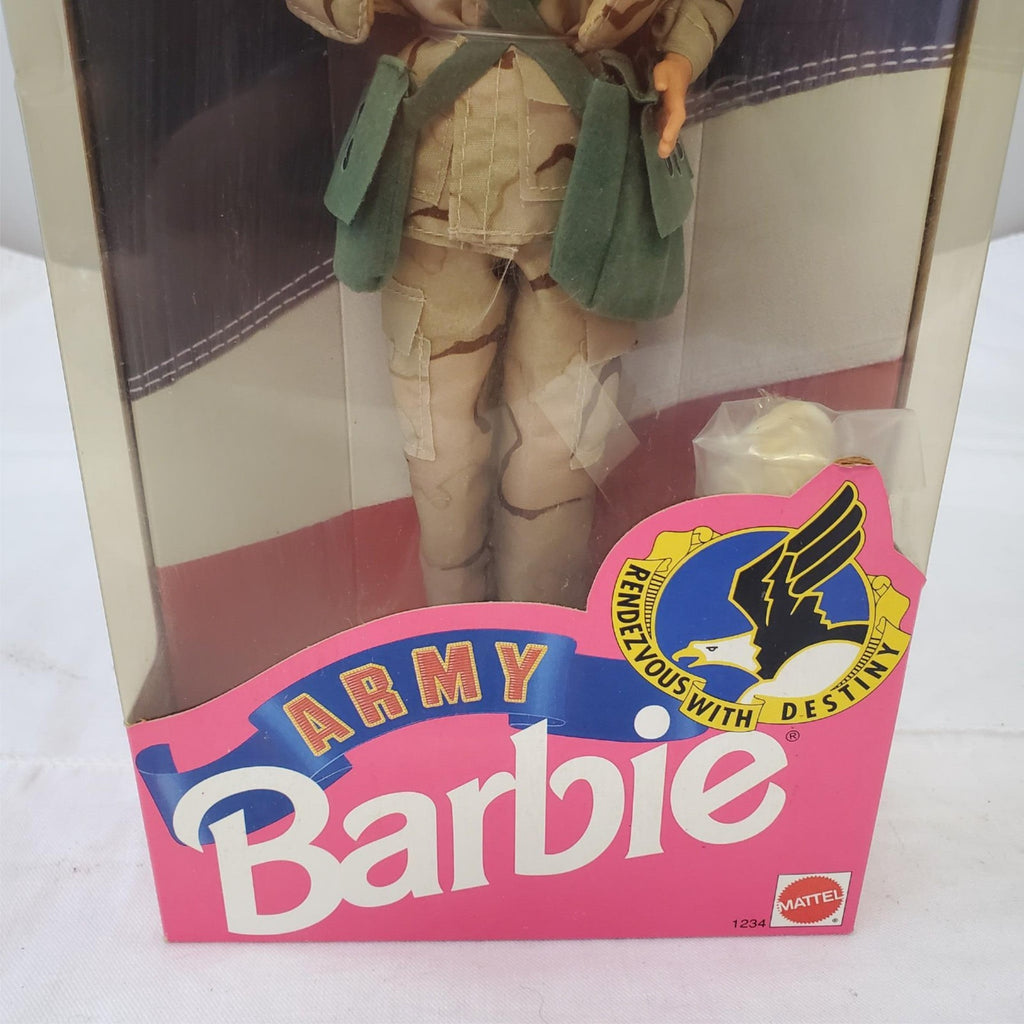 ARMY
RENDEZVOUS WITH DESTINY
Barbie®
1234
MATTEL®